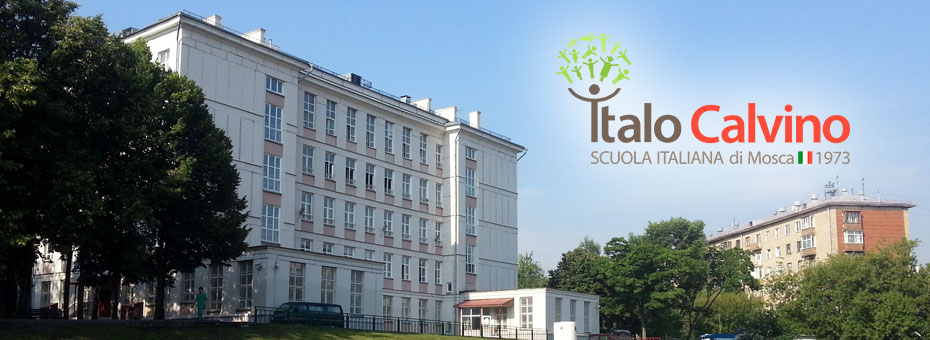 Italo Calvino
SCUOLA ITALIANA di Mosca 1973